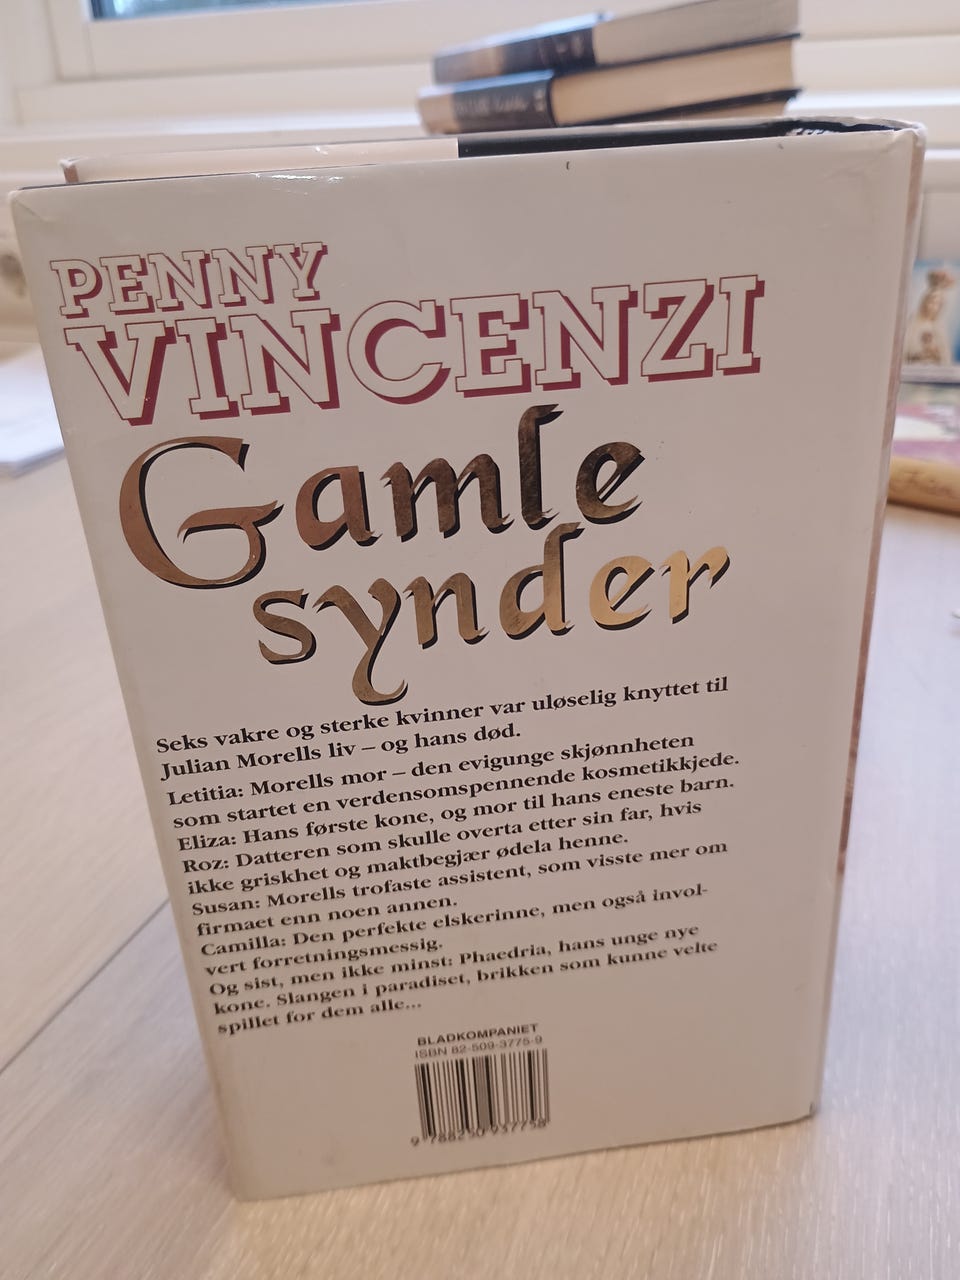 PENNY
VINCENZI
Gamle
synder
Seks vakre og sterke kvinner var uløselig knyttet til
Julian Morells liv – og hans død.
Letitia: Morells mor – den evigunge skjønnheten
som startet en verdensomspennende kosmetikkjede.
Eliza: Hans første kone, og mor til hans eneste barn.
Roz: Datteren som skulle overta etter sin far, hvis
ikke griskhet og maktbegjær ødela henne.
Susan: Morells trofaste assistent, som visste mer om
firmaet enn noen annen.
Camilla: Den perfekte elskerinne, men også invol-
vert forretningsmessig.
Og sist, men ikke minst: Phaedria, hans unge nye
kone. Slangen i paradiset, brikken som kunne velte
spillet for dem alle...
BLADKOMPANIET
ISBN 82-509-3775-9
9 788250 937758